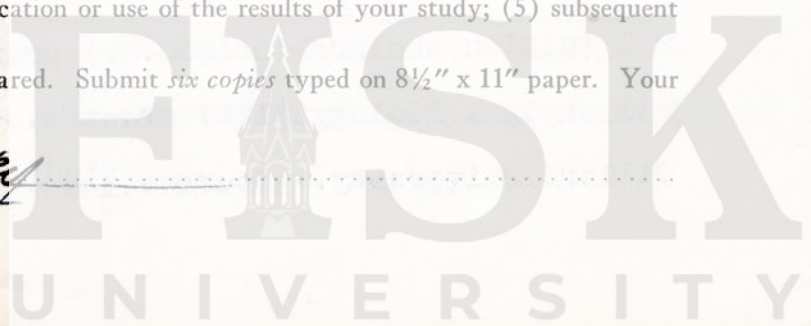 cation or use of the results of your study; (5) subsequent
ared. Submit six copies typed on 8½″ x 11″ paper. Your
FISK
UNIVERSITY